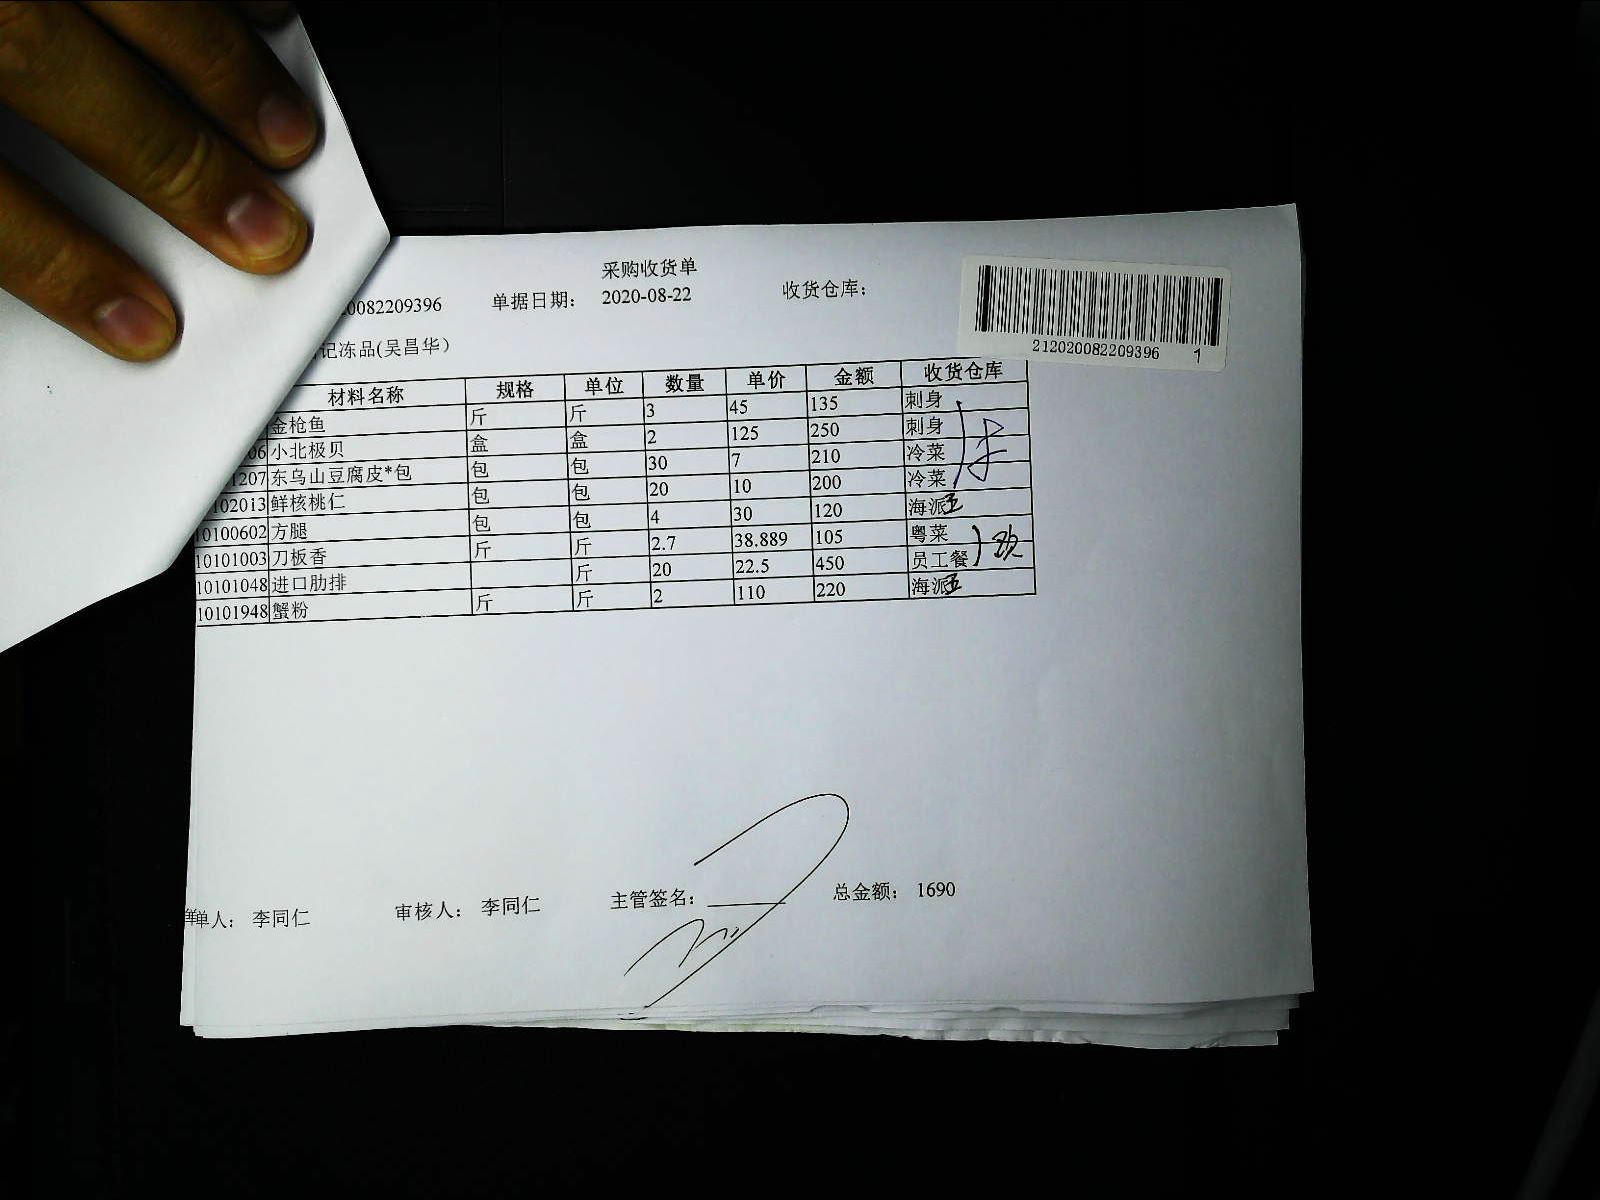 采购收货单
20082209396 单据日期： 2020-08-22 收货仓库：
212020082209396 1
记冻品(吴昌华)
材料名称 规格 单位 数量 单价 金额 收货仓库
金枪鱼 斤 斤 3 45 135 刺身
06 小北极贝 盒 盒 2 125 250 刺身
1207 东乌山豆腐皮*包 包 包 30 7 210 冷菜
102013 鲜核桃仁 包 包 20 10 200 冷菜
10100602 方腿 包 包 4 30 120 海派
10101003 刀板香 斤 斤 2.7 38.889 105 粤菜
10101048 进口肋排 斤 20 22.5 450 员工餐
10101948 蟹粉 斤 斤 2 110 220 海派
单人： 李同仁 审核人： 李同仁 主管签名： 总金额： 1690